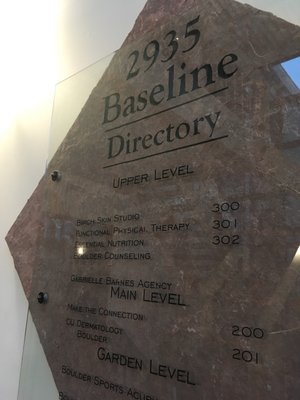 2935
Baseline
Directory
Upper Level
Birch Skin Studio 300
Functional Physical Therapy 301
Essential Nutrition 302
Boulder Counseling
Gabrielle Barnes Agency
Main Level
Make the Connection 200
CU Dermatology 201
Boulder
Garden Level
Boulder Sports Acu